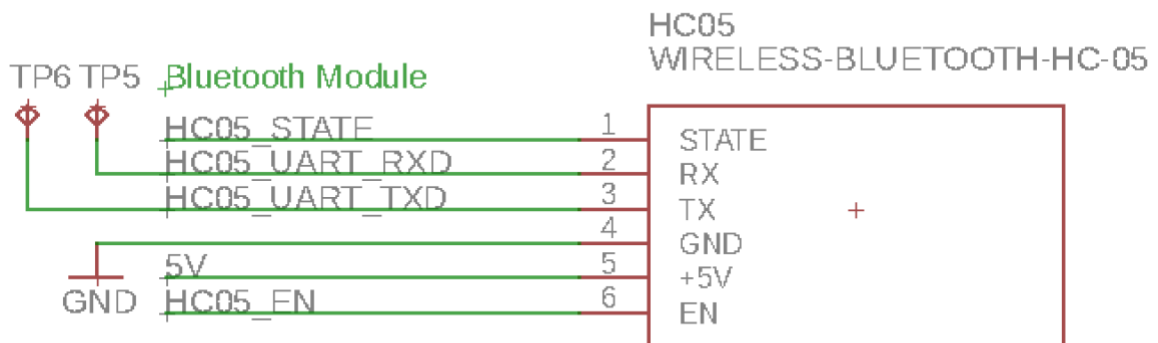 HC05
WIRELESS-BLUETOOTH-HC-05
TP6 TP5 Bluetooth Module
HC05_STATE 1 STATE
HC05_UART_RXD 2 RX
HC05_UART_TXD 3 TX
4 GND
5V 5 +5V
GND HC05_EN 6 EN